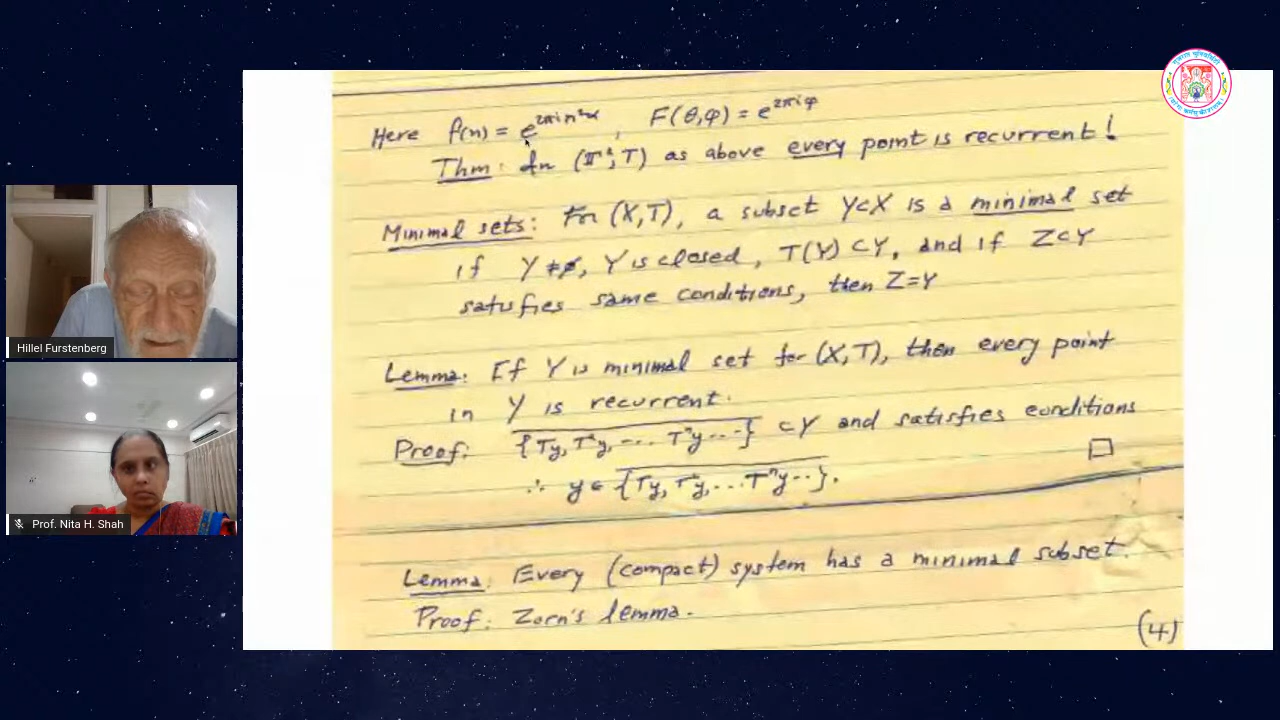 Here f(n) = e^{2πin²α}, F(θ,φ) = e^{2πiφ}
Thm: In (𝕋², T) as above every point is recurrent!
Minimal sets: For (X,T), a subset Y⊂X is a minimal set
if Y ≠ ∅, Y is closed, T(Y) ⊂ Y, and if Z⊂Y
satisfies same conditions, then Z=Y
Lemma: If Y is minimal set for (X,T), then every point
in Y is recurrent.
Proof: \overline{{Ty, T²y, ... Tⁿy ...}} ⊂Y and satisfies conditions
∴ y ∈ \overline{{Ty, T²y, ... Tⁿy ..}}. □
Lemma: Every (compact) system has a minimal subset.
Proof: Zorn's lemma.
(4)
Hillel Furstenberg
Prof. Nita H. Shah